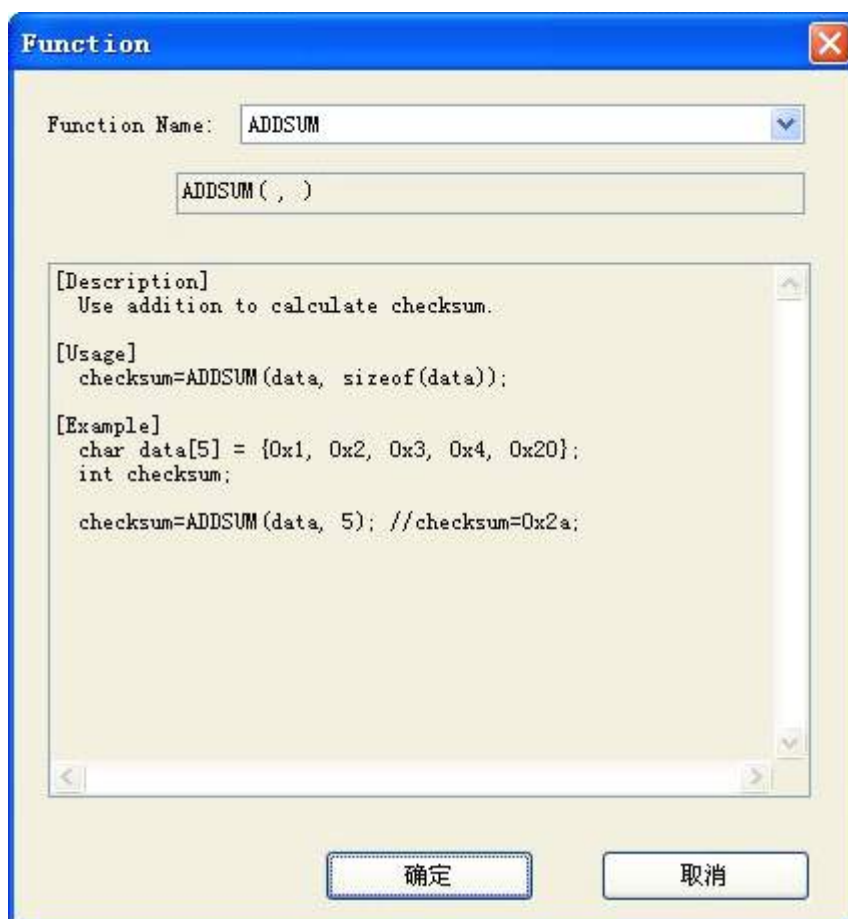 Function
Function Name: ADDSUM
ADDSUM( , )
[Description]
Use addition to calculate checksum.
[Usage]
checksum=ADDSUM(data, sizeof(data));
[Example]
char data[5] = {0x1, 0x2, 0x3, 0x4, 0x20};
int checksum;
checksum=ADDSUM(data, 5); //checksum=0x2a;
确定 取消